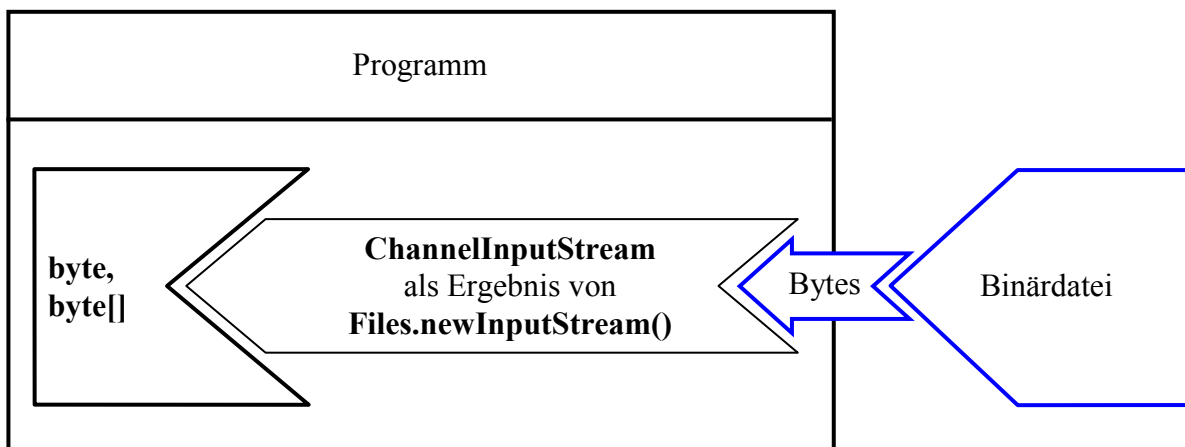 Programm
byte,
byte[]
ChannelInputStream
als Ergebnis von
Files.newInputStream()
Bytes
Binärdatei